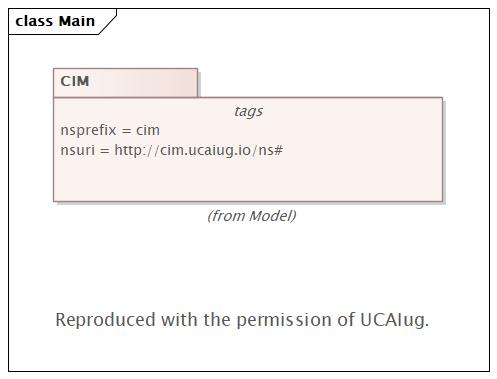 class Main
CIM
tags
nsprefix = cim
nsuri = http://cim.ucaiug.io/ns#
(from Model)
Reproduced with the permission of UCAIug.